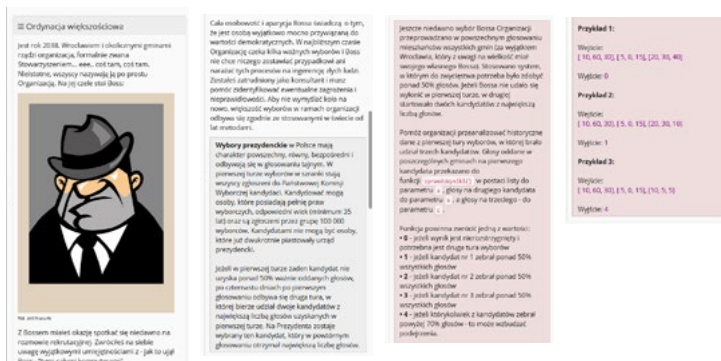 ≡ Ordynacja większościowa
Jest rok 2038, Wrocławiem i okolicznymi gminami
rządzi organizacja, formalnie zwana
Stowarzyszeniem... eee.. coś tam, coś tam.
Nieistotne, wszyscy nazywają ją po prostu
Organizacją. Na jej czele stoi Boss:
Z Bossem miałeś okazję spotkać się niedawno na
rozmowie rekrutacyjnej. Zwróciłeś na siebie
uwagę wyjątkowymi umiejętnościami z - jak to ujął
Cała osobowość i aparycja Bossa świadczą o tym,
że jest osobą wyjątkowo mocno przywiązaną do
wartości demokratycznych. W najbliższym czasie
Organizację czeka kilka ważnych wyborów i Boss
nie chce niczego zostawiać przypadkowi ani
narażać tych procesów na ingerencję złych ludzi.
Zostałeś zatrudniony jako konsultant i masz
pomóc zidentyfikować ewentualne zagrożenia i
nieprawidłowości. Aby nie wymyślać koła na
nowo, większość wyborów w ramach organizacji
odbywa się zgodnie ze stosowanymi w świecie od
lat metodami.
Wybory prezydenckie w Polsce mają
charakter powszechny, równy, bezpośredni i
odbywają się w głosowaniu tajnym. W
pierwszej turze wyborów w szranki stają
wszyscy zgłoszeni do Państwowej Komisji
Wyborczej kandydaci. Kandydować mogą
osoby, które posiadają pełnię praw
wyborczych, odpowiedni wiek (minimum 35
lat) oraz są zgłoszeni przez grupę 100 000
wyborców. Kandydatami nie mogą być osoby,
które już dwukrotnie piastowały urząd
prezydencki.
Jeżeli w pierwszej turze żaden kandydat nie
uzyska ponad 50% ważnie oddanych głosów,
po czternastu dniach po pierwszym
głosowaniu odbywa się druga tura, w
której bierze udział dwoje kandydatów z
największą liczbą głosów uzyskanych w
pierwszej turze. Na Prezydenta zostaje
wybrany ten kandydat, który w powtórnym
głosowaniu otrzymał największą liczbę głosów.
Jeszcze niedawno wybór Bossa Organizacji
przeprowadzano w powszechnym głosowaniu
mieszkańców wszystkich gmin (za wyjątkiem
Wrocławia, który z uwagi na wielkość miał
swojego własnego Bossa). Stosowano system,
w którym do zwycięstwa potrzeba było zdobyć
ponad 50% głosów. Jeżeli Bossa nie udało się
wyłonić w pierwszej turze, w drugiej
startowało dwóch kandydatów z największą
liczbą głosów.
Pomóż organizacji przeanalizować historyczne
dane z pierwszej tury wyborów, w której brało
udział trzech kandydatów. Głosy oddane w
poszczególnych gminach na pierwszego
kandydata przekazane do
funkcji w postaci listy do
parametru a , głosy na drugiego kandydata
do parametru b , głosy na trzeciego - do
parametru c .
Funkcja powinna zwrócić jedną z wartości:
• 0 - jeżeli wynik jest nierozstrzygnięty i
potrzebna jest druga tura wyborów
• 1 - jeżeli kandydat nr 1 zebrał ponad 50%
wszystkich głosów
• 2 - jeżeli kandydat nr 2 zebrał ponad 50%
wszystkich głosów
• 3 - jeżeli kandydat nr 3 zebrał ponad 50%
wszystkich głosów
• 4 - jeżeli którykolwiek z kandydatów zebrał
powyżej 70% głosów - to może wzbudzać
podejrzenia.
Przykład 1:
Wejście:
[ 10, 60, 30], [ 5, 0, 15], [20, 30, 40]
Wyjście: 0
Przykład 2:
Wejście:
[ 10, 60, 30], [ 5, 0, 15], [20, 30, 10]
Wyjście: 1
Przykład 3:
Wejście:
[ 10, 60, 30], [ 5, 0, 15], [10, 5, 5]
Wyjście: 4